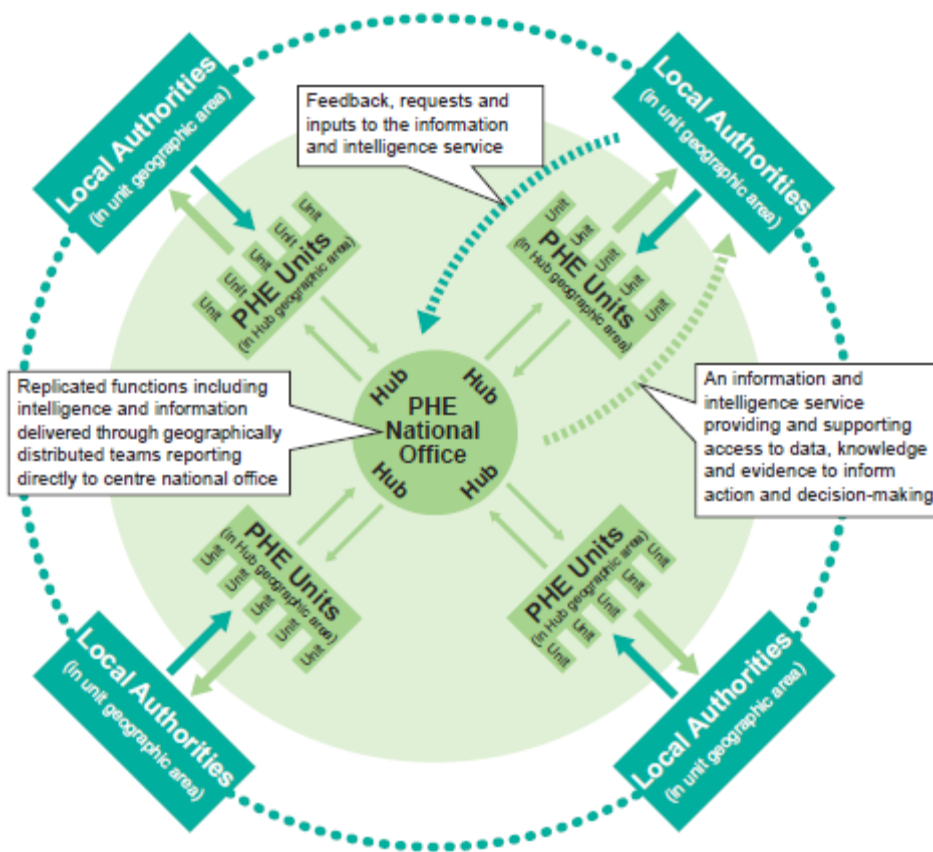 Local Authorities
(in unit geographic area)
Local Authorities
(in unit geographic area)
Feedback, requests and
inputs to the information
and intelligence service
Unit
Unit
Unit
Unit
Unit
PHE Units
(in Hub geographic area)
Unit
Unit
Unit
Unit
Unit
PHE Units
(in Hub geographic area)
Replicated functions including
intelligence and information
delivered through geographically
distributed teams reporting
directly to centre national office
Hub
Hub
PHE
National
Office
Hub
Hub
An information and
intelligence service
providing and supporting
access to data, knowledge
and evidence to inform
action and decision-making
PHE Units
(in Hub geographic area)
Unit
Unit
Unit
Unit
Unit
PHE Units
(in Hub geographic area)
Unit
Unit
Unit
Unit
Unit
Local Authorities
(in unit geographic area)
Local Authorities
(in unit geographic area)